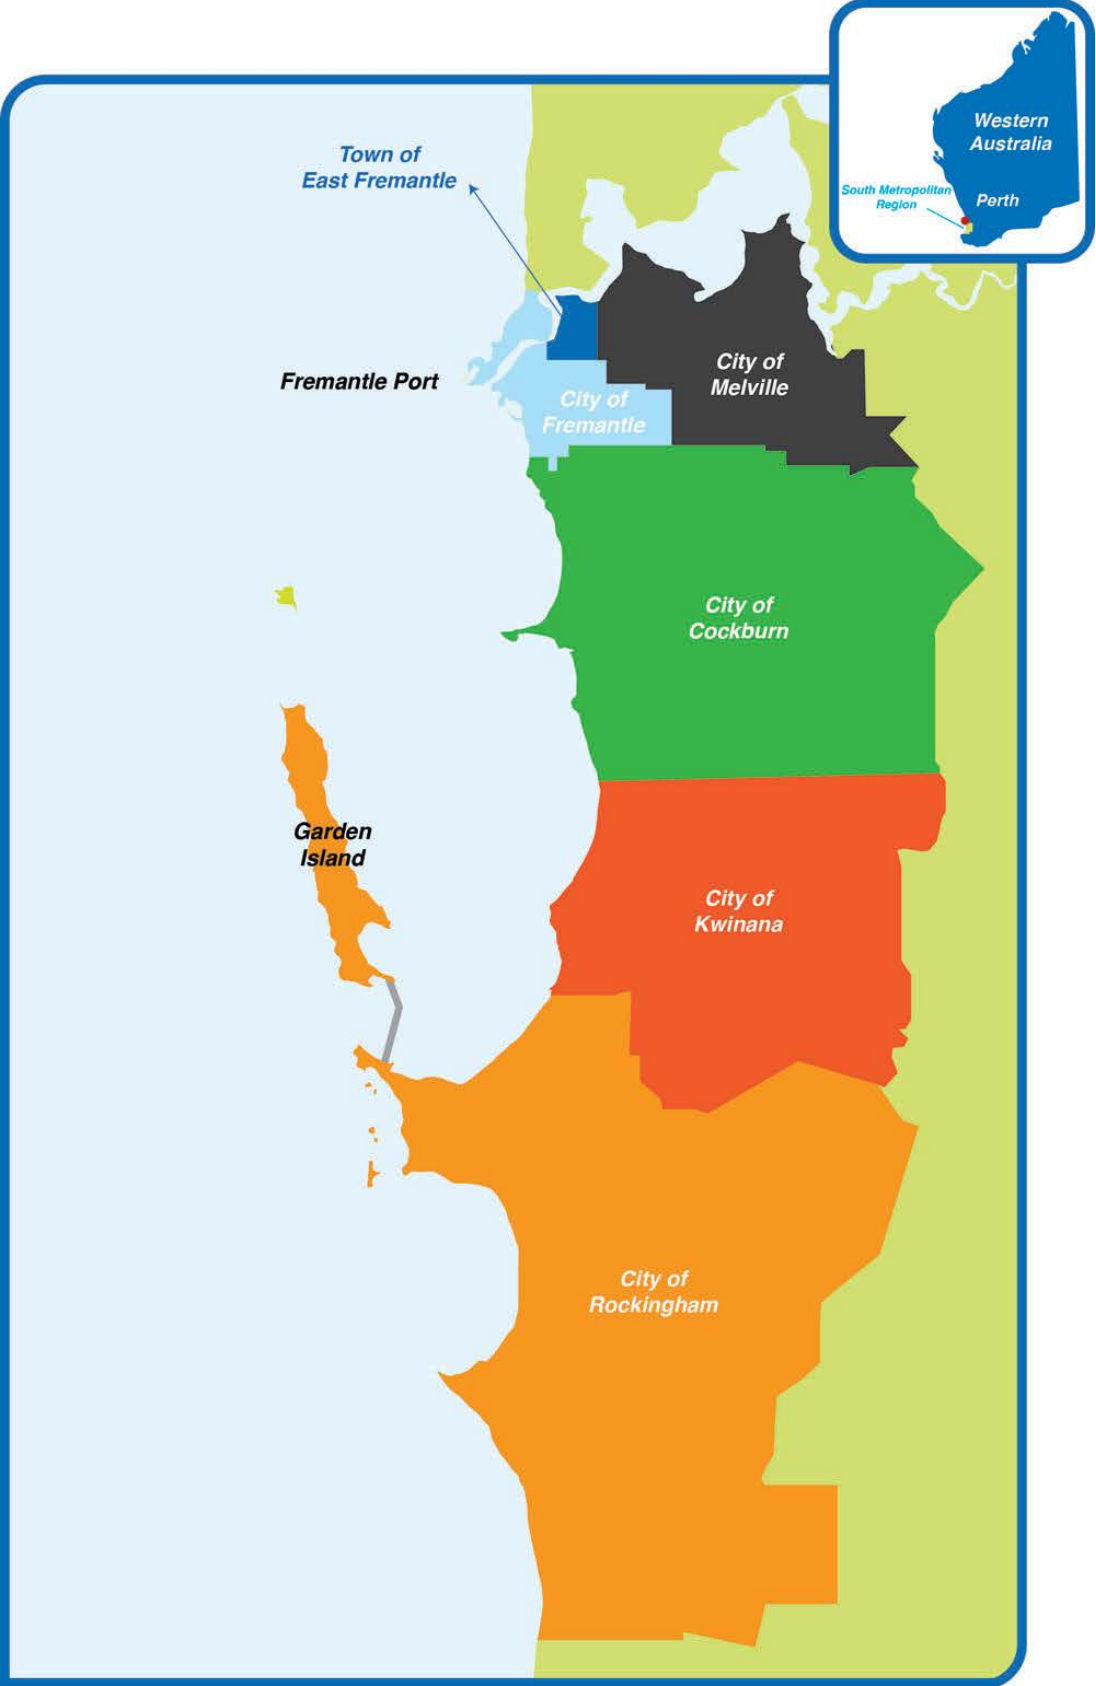 Western
Australia
South Metropolitan
Region
Perth
Town of
East Fremantle
Fremantle Port
City of
Melville
City of
Fremantle
City of
Cockburn
Garden
Island
City of
Kwinana
City of
Rockingham